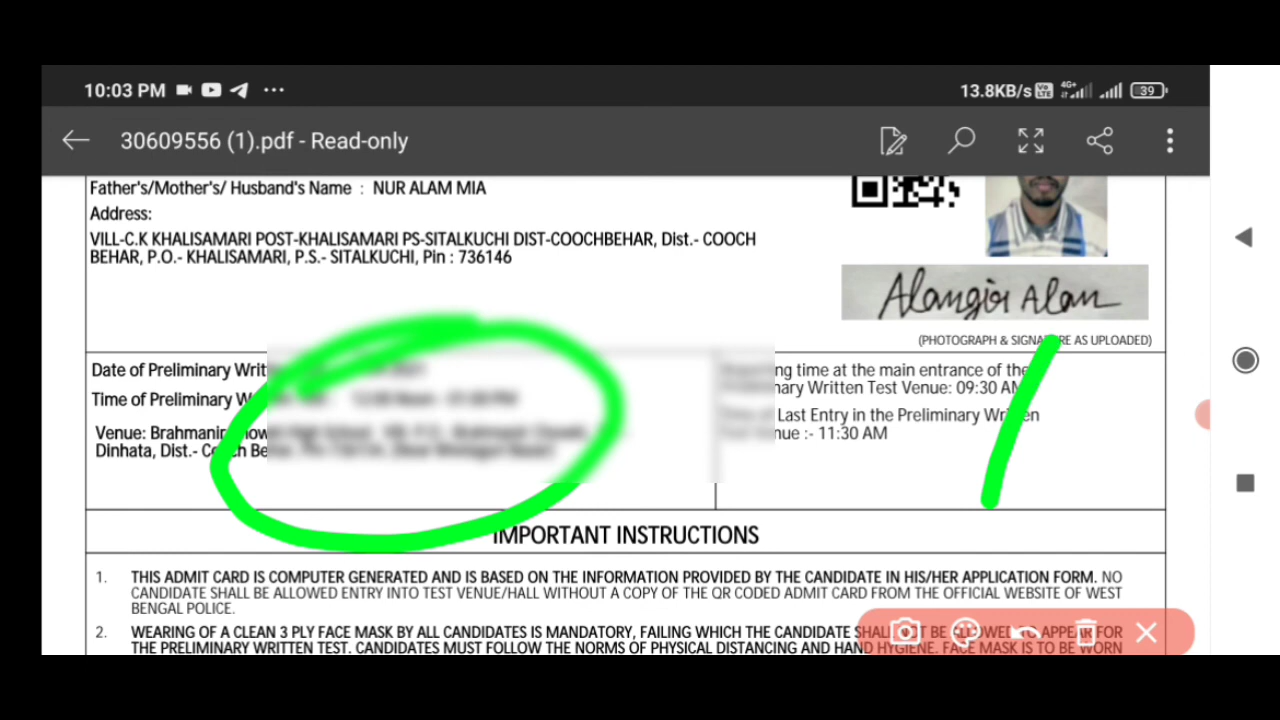 10:03 PM ...
13.8KB/s Vo LTE 4G+ 39
30609556 (1).pdf - Read-only
Father's/Mother's/ Husband's Name : NUR ALAM MIA
Address:
VILL-C.K KHALISAMARI POST-KHALISAMARI PS-SITALKUCHI DIST-COOCHBEHAR, Dist.- COOCH
BEHAR, P.O.- KHALISAMARI, P.S.- SITALKUCHI, Pin : 736146
Alangir Alam
(PHOTOGRAPH & SIGNATURE AS UPLOADED)
Date of Preliminary
Time of Preliminary
Venue:
Dinhata, Dist.-
time at the main entrance of the
Written Test Venue: 09:30 AM
Last Entry in the Preliminary Written
:- 11:30 AM
IMPORTANT INSTRUCTIONS
1. THIS ADMIT CARD IS COMPUTER GENERATED AND IS BASED ON THE INFORMATION PROVIDED BY THE CANDIDATE IN HIS/HER APPLICATION FORM. NO
CANDIDATE SHALL BE ALLOWED ENTRY INTO TEST VENUE/HALL WITHOUT A COPY OF THE QR CODED ADMIT CARD FROM THE OFFICIAL WEBSITE OF WEST
BENGAL POLICE.
2. WEARING OF A CLEAN 3 PLY FACE MASK BY ALL CANDIDATES IS MANDATORY, FAILING WHICH THE CANDIDATE SHALL NOT BE ALLOWED TO APPEAR FOR
THE PRELIMINARY WRITTEN TEST. CANDIDATES MUST FOLLOW THE NORMS OF PHYSICAL DISTANCING AND HAND HYGIENE. FACE MASK IS TO BE WORN